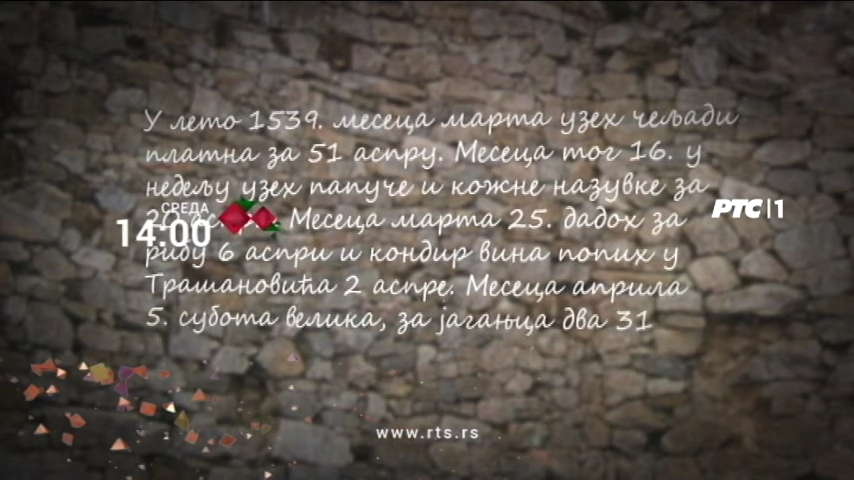 У лето 1539. месеца марта узех чељади
платна за 51 аспру. Месеца тог 16. у
недељу узех папуче и кожне назувке за
СРЕДА
Месеца марта 25. дадох за
14:00
рибу 6 аспри и кондир вина попих у
Трашановића 2 аспре. Месеца априла
5. субота велика, за јагањца два 31
РТС|1
www.rts.rs